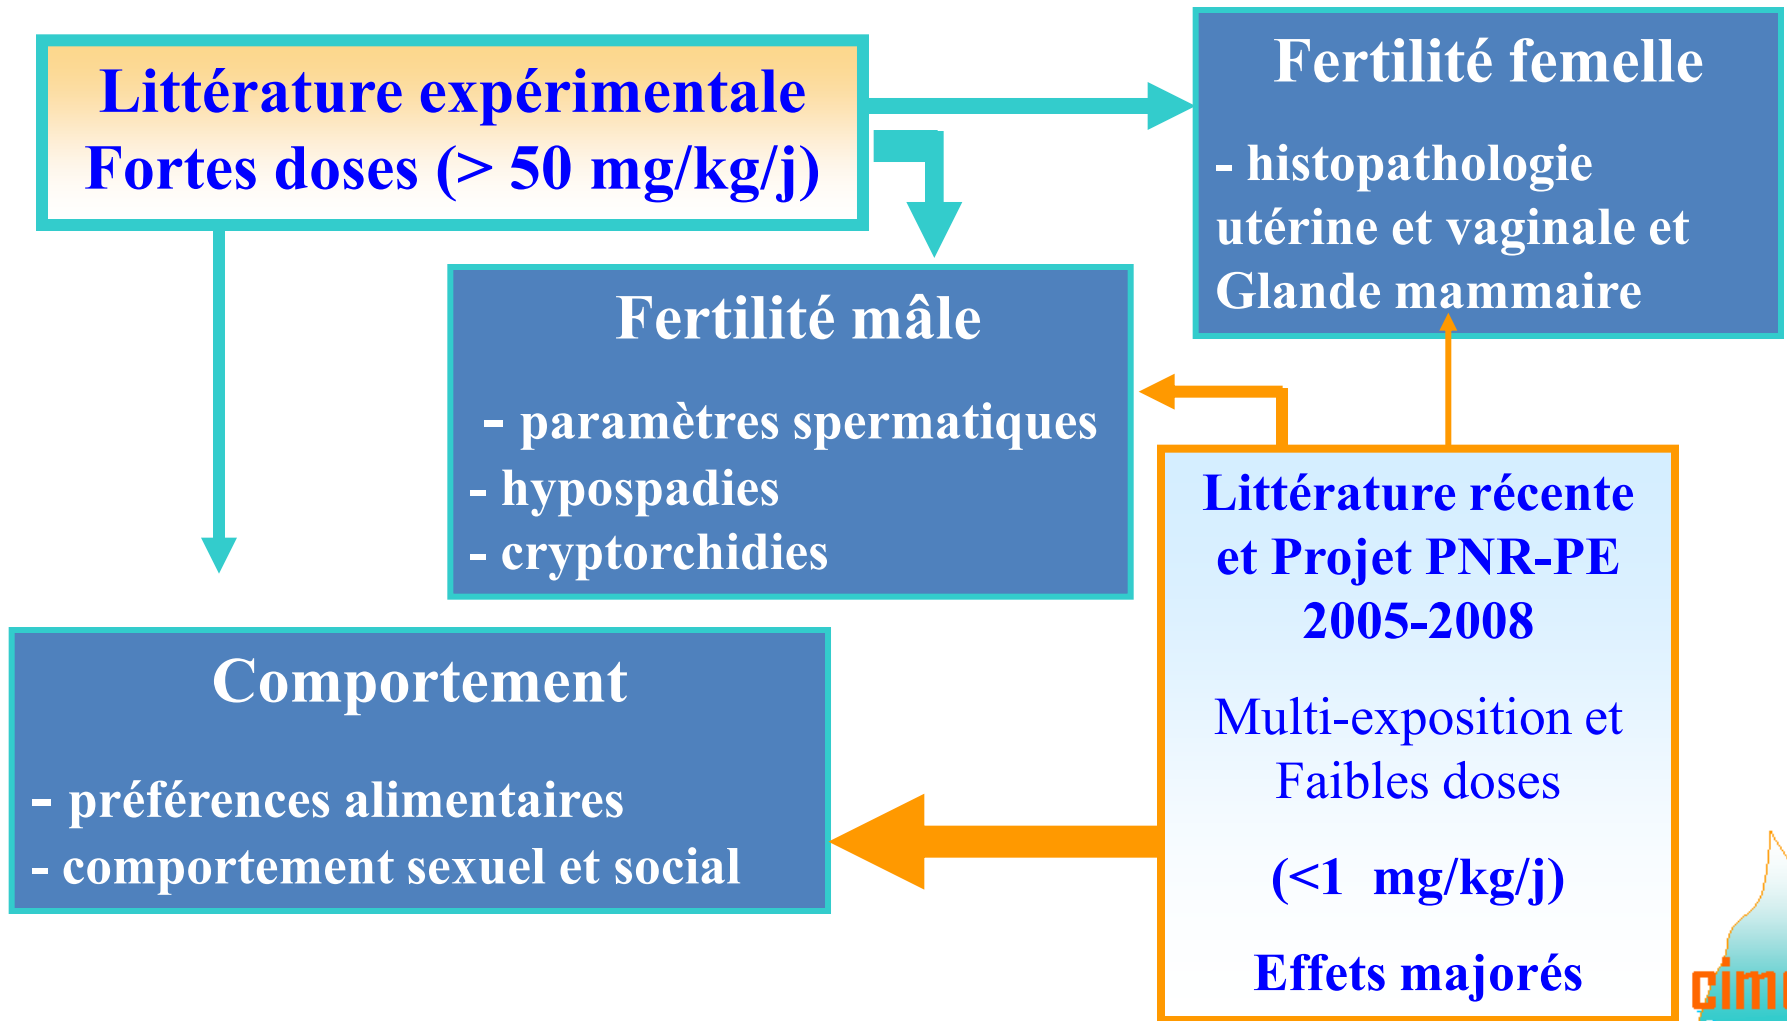 Littérature expérimentale
Fortes doses (> 50 mg/kg/j)
Fertilité femelle
- histopathologie
utérine et vaginale et
Glande mammaire
Fertilité mâle
- paramètres spermatiques
- hypospadies
- cryptorchidies
Littérature récente
et Projet PNR-PE
2005-2008
Multi-exposition et
Faibles doses
(<1 mg/kg/j)
Effets majorés
Comportement
- préférences alimentaires
- comportement sexuel et social